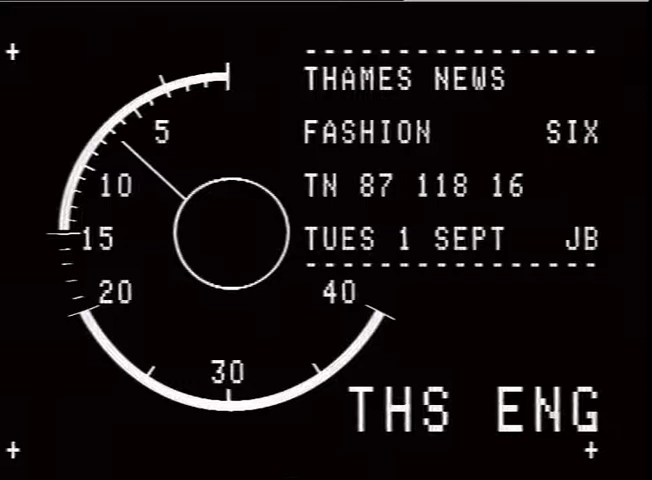 THAMES NEWS
FASHION SIX
TN 87 118 16
TUES 1 SEPT JB
5
10
15
20
30
40
THS ENG